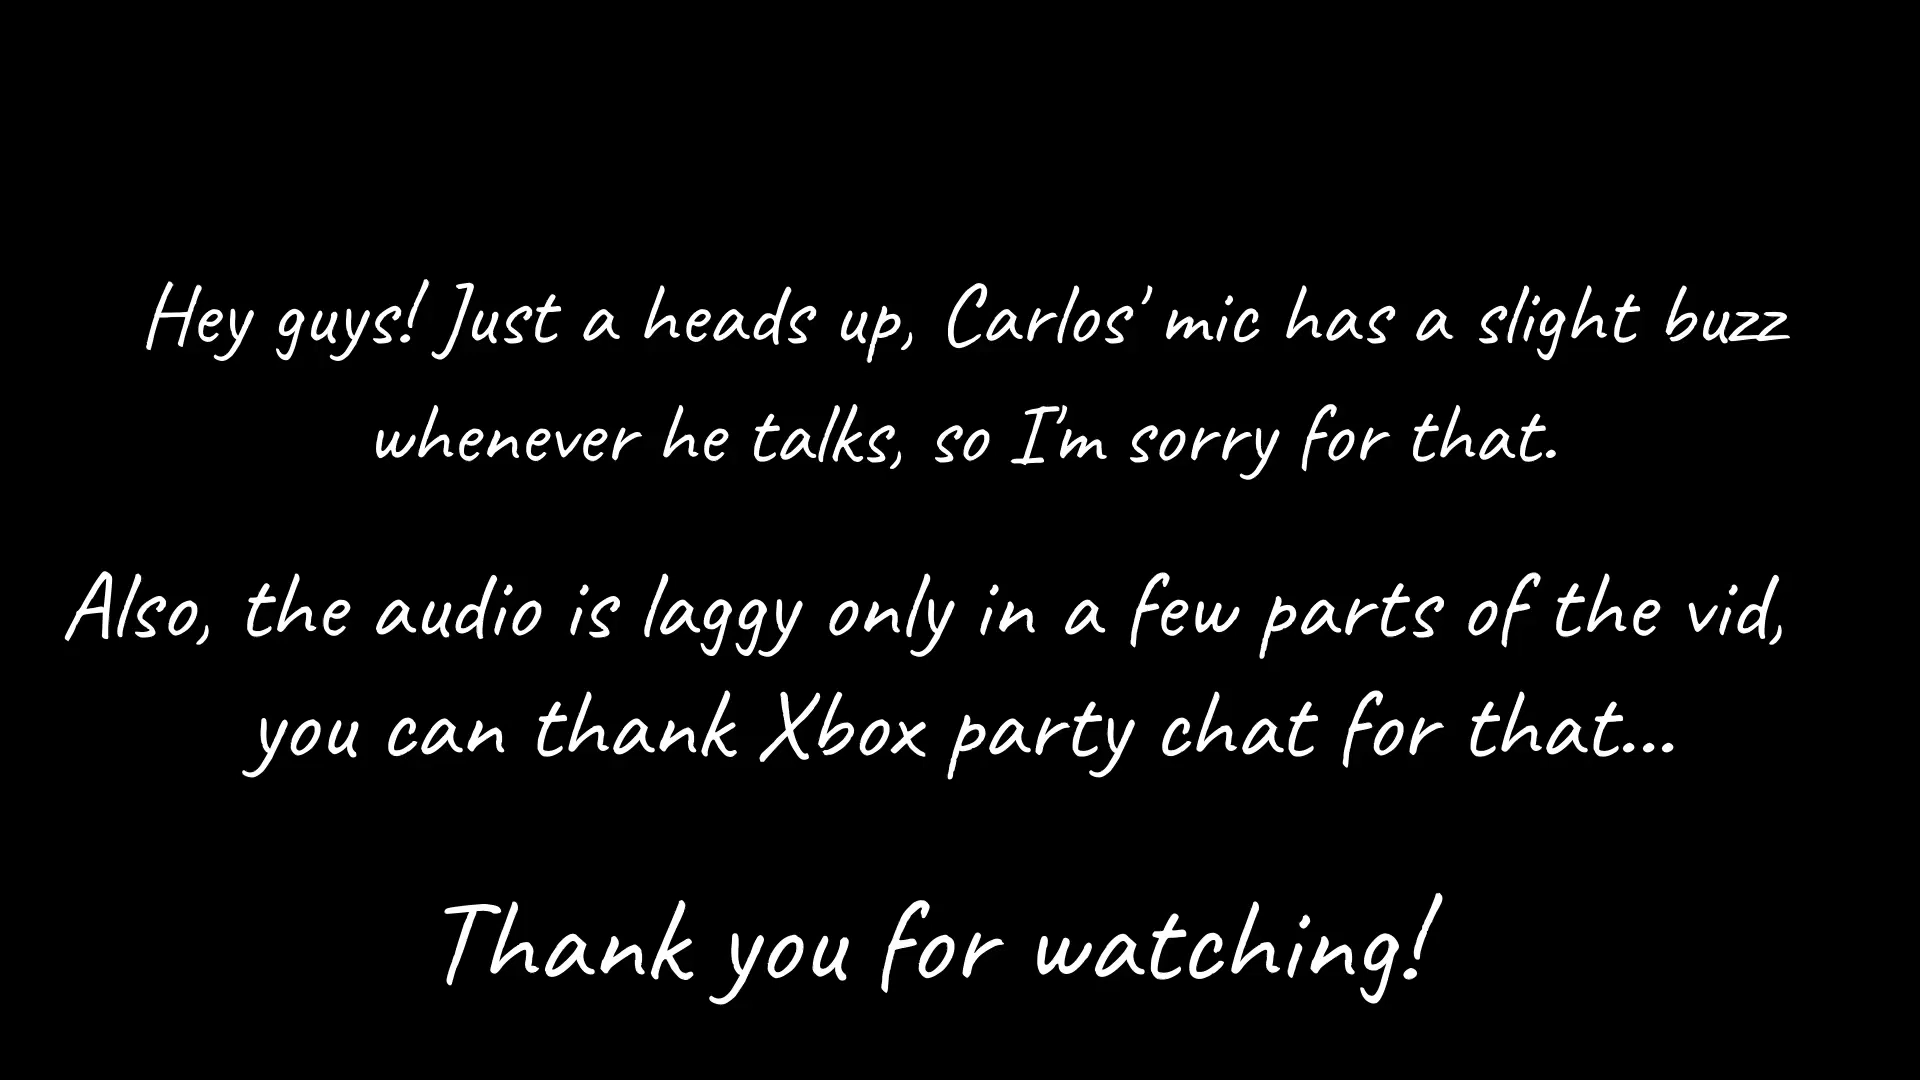 Hey guys! Just a heads up, Carlos' mic has a slight buzz
whenever he talks, so I'm sorry for that.
Also, the audio is laggy only in a few parts of the vid,
you can thank Xbox party chat for that...
Thank you for watching!